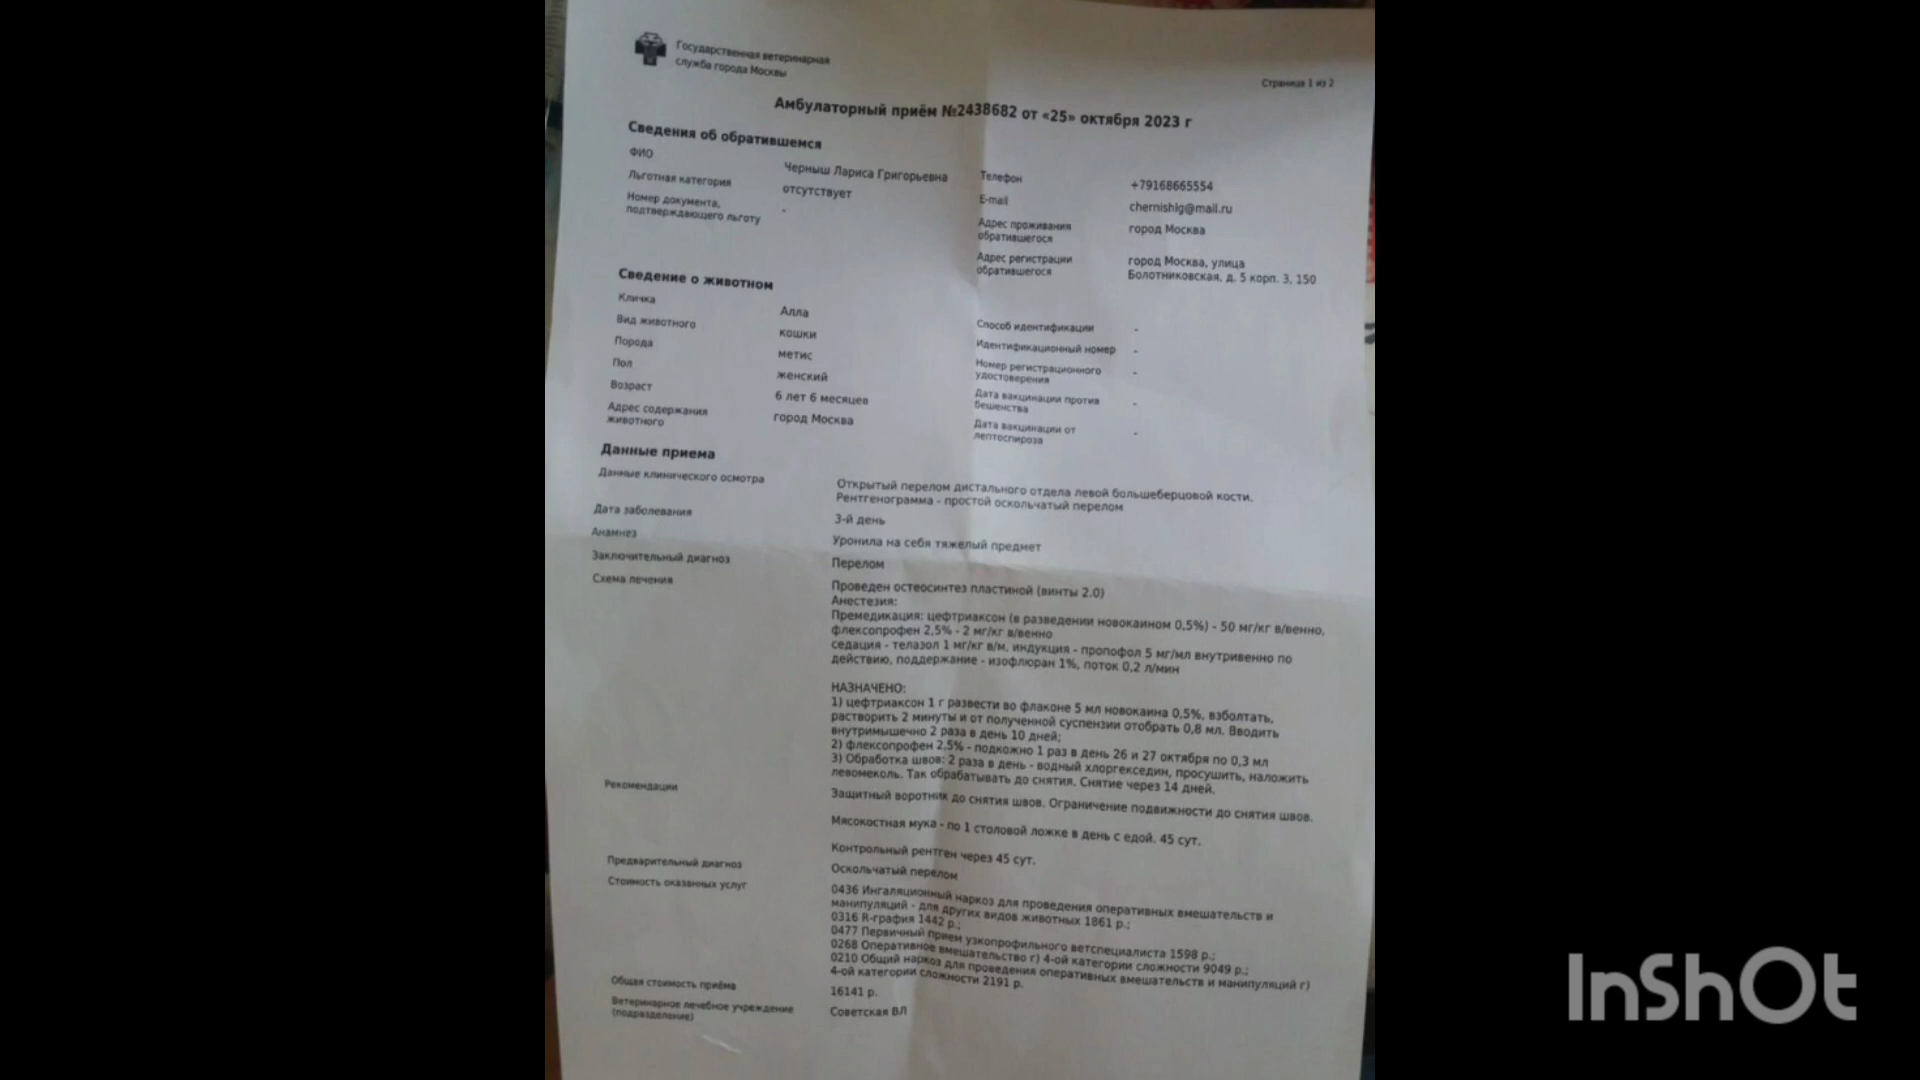 Государственная ветеринарная
служба города Москвы
Страница 1 из 2
Амбулаторный приём №2438682 от «25» октября 2023 г
Сведения об обратившемся
ФИО
Черныш Лариса Григорьевна
Льготная категория
отсутствует
Номер документа,
подтверждающего льготу
-
Телефон
+79168665554
E-mail
chernishlg@mail.ru
Адрес проживания
обратившегося
город Москва
Адрес регистрации
обратившегося
город Москва, улица
Болотниковская, д. 5 корп. 3, 150
Сведение о животном
Кличка
Алла
Вид животного
кошки
Порода
метис
Пол
женский
Возраст
6 лет 6 месяцев
Адрес содержания
животного
город Москва
Способ идентификации
-
Идентификационный номер
-
Номер регистрационного
удостоверения
-
Дата вакцинации против
бешенства
-
Дата вакцинации от
лептоспироза
-
Данные приема
Данные клинического осмотра
Открытый перелом дистального отдела левой большеберцовой кости.
Рентгенограмма - простой оскольчатый перелом
Дата заболевания
3-й день
Анамнез
Уронила на себя тяжелый предмет
Заключительный диагноз
Перелом
Схема лечения
Проведен остеосинтез пластиной (винты 2.0)
Анестезия:
Премедикация: цефтриаксон (в разведении новокаином 0,5%) - 50 мг/кг в/венно,
флексопрофен 2,5% - 2 мг/кг в/венно
седация - телазол 1 мг/кг в/м, индукция - пропофол 5 мг/мл внутривенно по
действию, поддержание - изофлюран 1%, поток 0,2 л/мин
НАЗНАЧЕНО:
1) цефтриаксон 1 г развести во флаконе 5 мл новокаина 0,5%, взболтать,
растворить 2 минуты и от полученной суспензии отобрать 0,8 мл. Вводить
внутримышечно 2 раза в день 10 дней;
2) флексопрофен 2,5% - подкожно 1 раз в день 26 и 27 октября по 0,3 мл
3) Обработка швов: 2 раза в день - водный хлоргекседин, просушить, наложить
левомеколь. Так обрабатывать до снятия. Снятие через 14 дней.
Рекомендации
Защитный воротник до снятия швов. Ограничение подвижности до снятия швов.
Мясокостная мука - по 1 столовой ложке в день с едой. 45 сут.
Контрольный рентген через 45 сут.
Предварительный диагноз
Оскольчатый перелом
Стоимость оказанных услуг
0436 Ингаляционный наркоз для проведения оперативных вмешательств и
манипуляций - для других видов животных 1861 р.;
0316 R-графия 1442 р.;
0477 Первичный прием узкопрофильного ветспециалиста 1598 р.;
0268 Оперативное вмешательство г) 4-ой категории сложности 9049 р.;
0210 Общий наркоз для проведения оперативных вмешательств и манипуляций г)
4-ой категории сложности 2191 р.
Общая стоимость приёма
16141 р.
Ветеринарное лечебное учреждение
(подразделение)
Советская ВЛ
InShOt